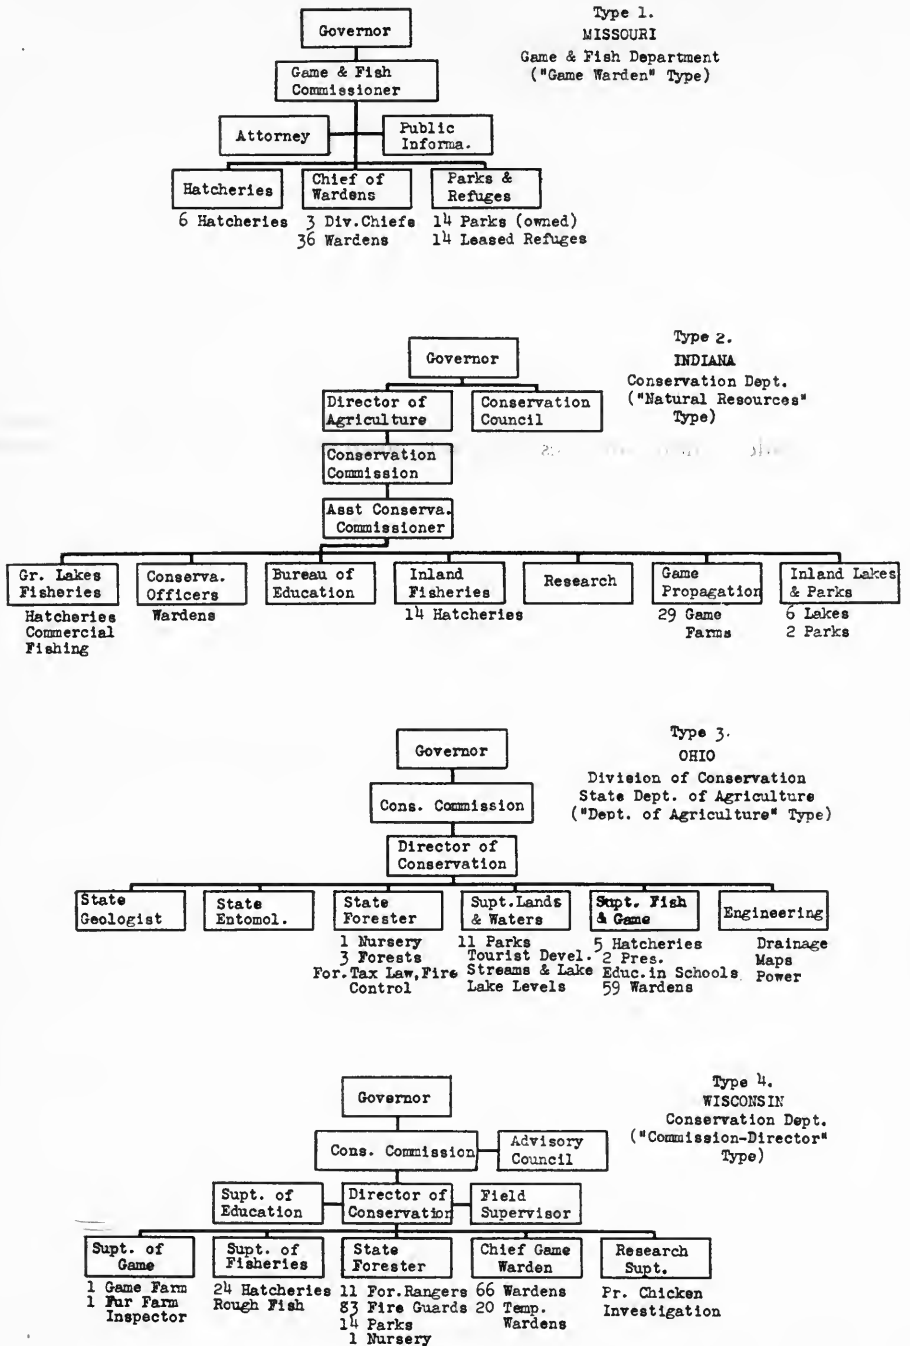 Type 1.
MISSOURI
Game & Fish Department
("Game Warden" Type)
Governor
Game & Fish
Commissioner
Attorney
Public
Informa.
Hatcheries
6 Hatcheries
Chief of
Wardens
3 Div.Chiefs
36 Wardens
Parks &
Refuges
14 Parks (owned)
14 Leased Refuges
Type 2.
INDIANA
Conservation Dept.
("Natural Resources"
Type)
Governor
Director of
Agriculture
Conservation
Council
Conservation
Commission
Asst Conserva.
Commissioner
Gr. Lakes
Fisheries
Hatcheries
Commercial
Fishing
Conserva.
Officers
Wardens
Bureau of
Education
Inland
Fisheries
14 Hatcheries
Research
Game
Propagation
29 Game
Farms
Inland Lakes
& Parks
6 Lakes
2 Parks
Type 3.
OHIO
Division of Conservation
State Dept. of Agriculture
("Dept. of Agriculture" Type)
Governor
Cons. Commission
Director of
Conservation
State
Geologist
State
Entomol.
State
Forester
1 Nursery
3 Forests
For.Tax Law,Fire
Control
Supt.Lands
& Waters
11 Parks
Tourist Devel.
Streams & Lake
Lake Levels
Supt. Fish
& Game
5 Hatcheries
2 Pres.
Educ.in Schools
59 Wardens
Engineering
Drainage
Maps
Power
Type 4.
WISCONSIN
Conservation Dept.
("Commission-Director"
Type)
Governor
Cons. Commission
Advisory
Council
Supt. of
Education
Director of
Conservation
Field
Supervisor
Supt. of
Game
1 Game Farm
1 Fur Farm
Inspector
Supt. of
Fisheries
24 Hatcheries
Rough Fish
State
Forester
11 For.Rangers
83 Fire Guards
14 Parks
1 Nursery
Chief Game
Warden
66 Wardens
20 Temp.
Wardens
Research
Supt.
Pr. Chicken
Investigation